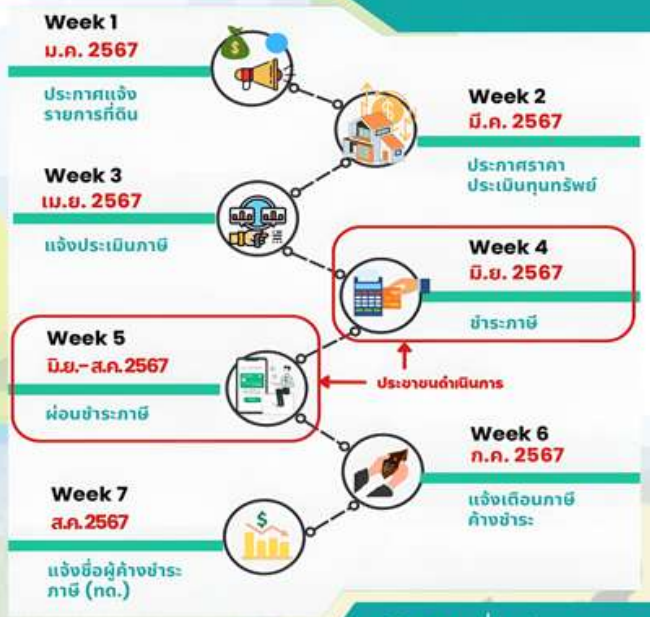 Week 1
ม.ค. 2567
ประกาศแจ้ง
รายการที่ดิน
Week 2
มี.ค. 2567
ประกาศราคา
ประเมินทุนทรัพย์
Week 3
เม.ย. 2567
แจ้งประเมินภาษี
Week 4
มิ.ย. 2567
ชำระภาษี
Week 5
มิ.ย.-ส.ค.2567
ผ่อนชำระภาษี
ประชาชนดำเนินการ
Week 6
ก.ค. 2567
แจ้งเตือนภาษี
ค้างชำระ
Week 7
ส.ค.2567
แจ้งชื่อผู้ค้างชำระ
ภาษี (ทด.)